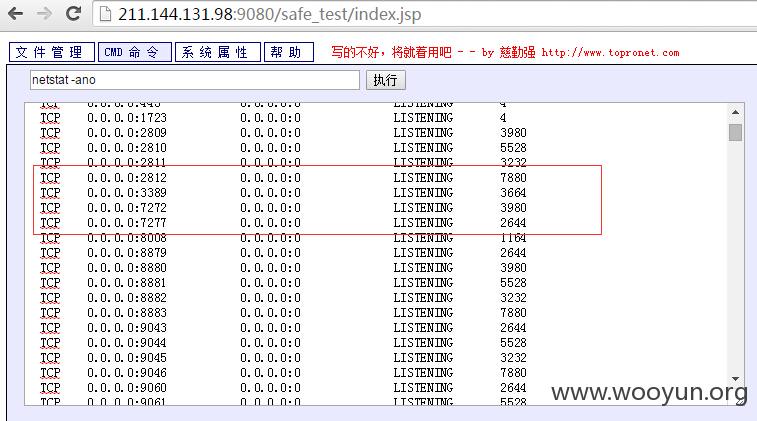 211.144.131.98:9080/safe_test/index.jsp
文件管理 CMD命令 系统属性 帮助 写的不好，将就着用吧 - - by 慈勤强 http://www.topronet.com
netstat -ano 执行
TCP 0.0.0.0:445 0.0.0.0:0 LISTENING 4
TCP 0.0.0.0:1723 0.0.0.0:0 LISTENING 4
TCP 0.0.0.0:2809 0.0.0.0:0 LISTENING 3980
TCP 0.0.0.0:2810 0.0.0.0:0 LISTENING 5528
TCP 0.0.0.0:2811 0.0.0.0:0 LISTENING 3232
TCP 0.0.0.0:2812 0.0.0.0:0 LISTENING 7880
TCP 0.0.0.0:3389 0.0.0.0:0 LISTENING 3664
TCP 0.0.0.0:7272 0.0.0.0:0 LISTENING 3980
TCP 0.0.0.0:7277 0.0.0.0:0 LISTENING 2644
TCP 0.0.0.0:8008 0.0.0.0:0 LISTENING 1164
TCP 0.0.0.0:8879 0.0.0.0:0 LISTENING 2644
TCP 0.0.0.0:8880 0.0.0.0:0 LISTENING 3980
TCP 0.0.0.0:8881 0.0.0.0:0 LISTENING 5528
TCP 0.0.0.0:8882 0.0.0.0:0 LISTENING 3232
TCP 0.0.0.0:8883 0.0.0.0:0 LISTENING 7880
TCP 0.0.0.0:9043 0.0.0.0:0 LISTENING 2644
TCP 0.0.0.0:9044 0.0.0.0:0 LISTENING 5528
TCP 0.0.0.0:9045 0.0.0.0:0 LISTENING 3232
TCP 0.0.0.0:9046 0.0.0.0:0 LISTENING 7880
TCP 0.0.0.0:9060 0.0.0.0:0 LISTENING 2644
TCP 0.0.0.0:9061 0.0.0.0:0 LISTENING 5528
www.wooyun.org